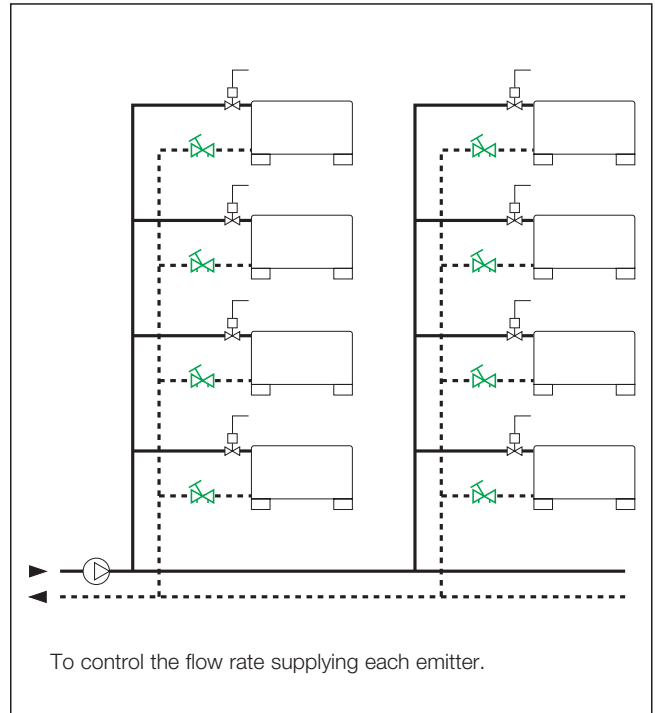 To control the flow rate supplying each emitter.